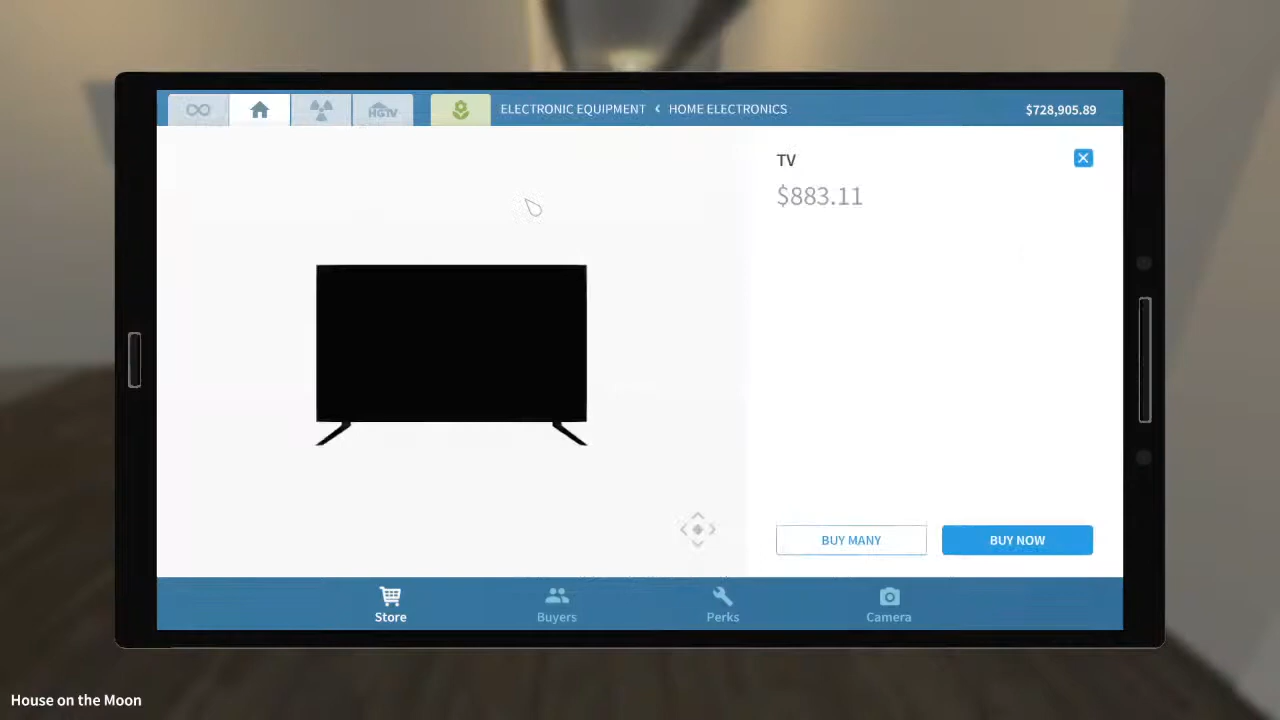 HGTV
ELECTRONIC EQUIPMENT < HOME ELECTRONICS
$728,905.89
TV
$883.11
BUY MANY
BUY NOW
Store
Buyers
Perks
Camera
House on the Moon